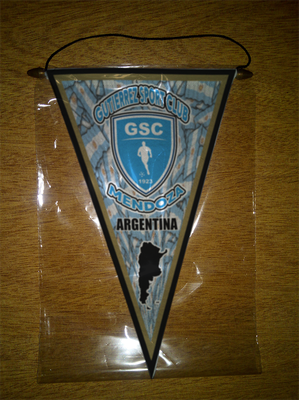 GUTIERREZ SPORT CLUB
GSC
1923
MENDOZA
ARGENTINA